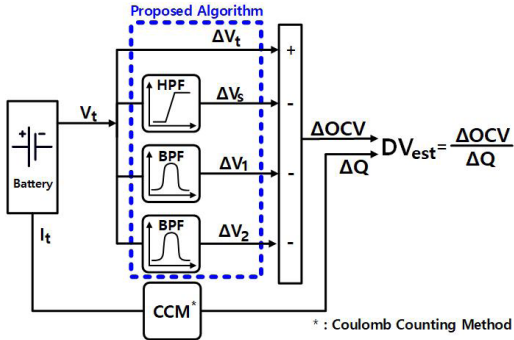 Proposed Algorithm
ΔVt
+
HPF
ΔVs
-
Vt
+ -
Battery
BPF
ΔV1
-
ΔOCV
DVest= ΔOCV / ΔQ
ΔQ
BPF
ΔV2
-
It
CCM*
* : Coulomb Counting Method